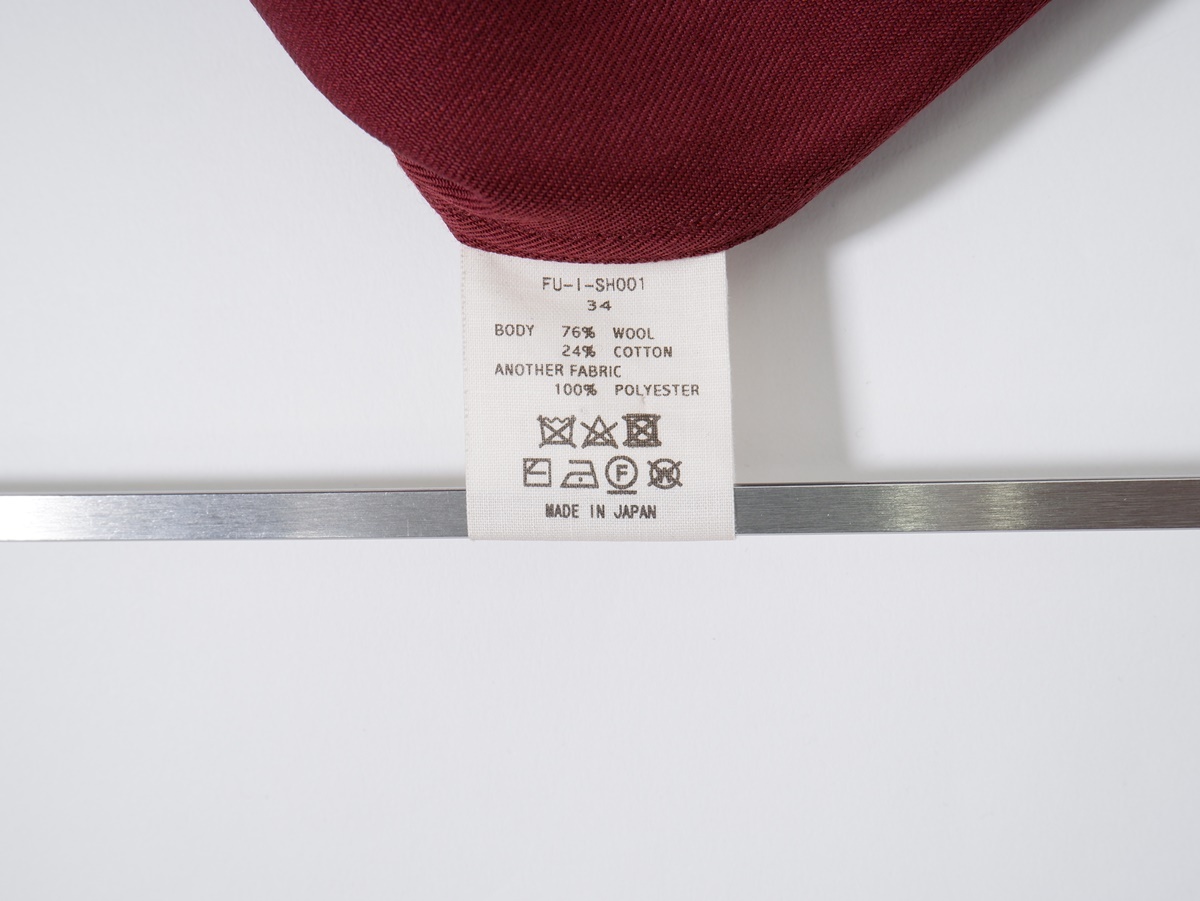 FU-I-SH001
34
BODY 76% WOOL
24% COTTON
ANOTHER FABRIC
100% POLYESTER
F W
MADE IN JAPAN